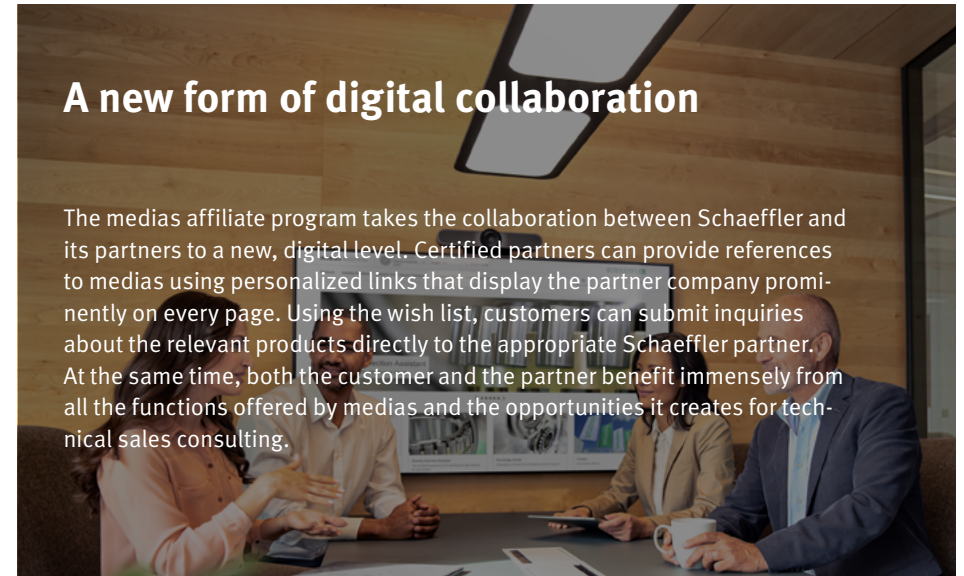 A new form of digital collaboration
The medias affiliate program takes the collaboration between Schaeffler and
its partners to a new, digital level. Certified partners can provide references
to medias using personalized links that display the partner company promi-
nently on every page. Using the wish list, customers can submit inquiries
about the relevant products directly to the appropriate Schaeffler partner.
At the same time, both the customer and the partner benefit immensely from
all the functions offered by medias and the opportunities it creates for tech-
nical sales consulting.